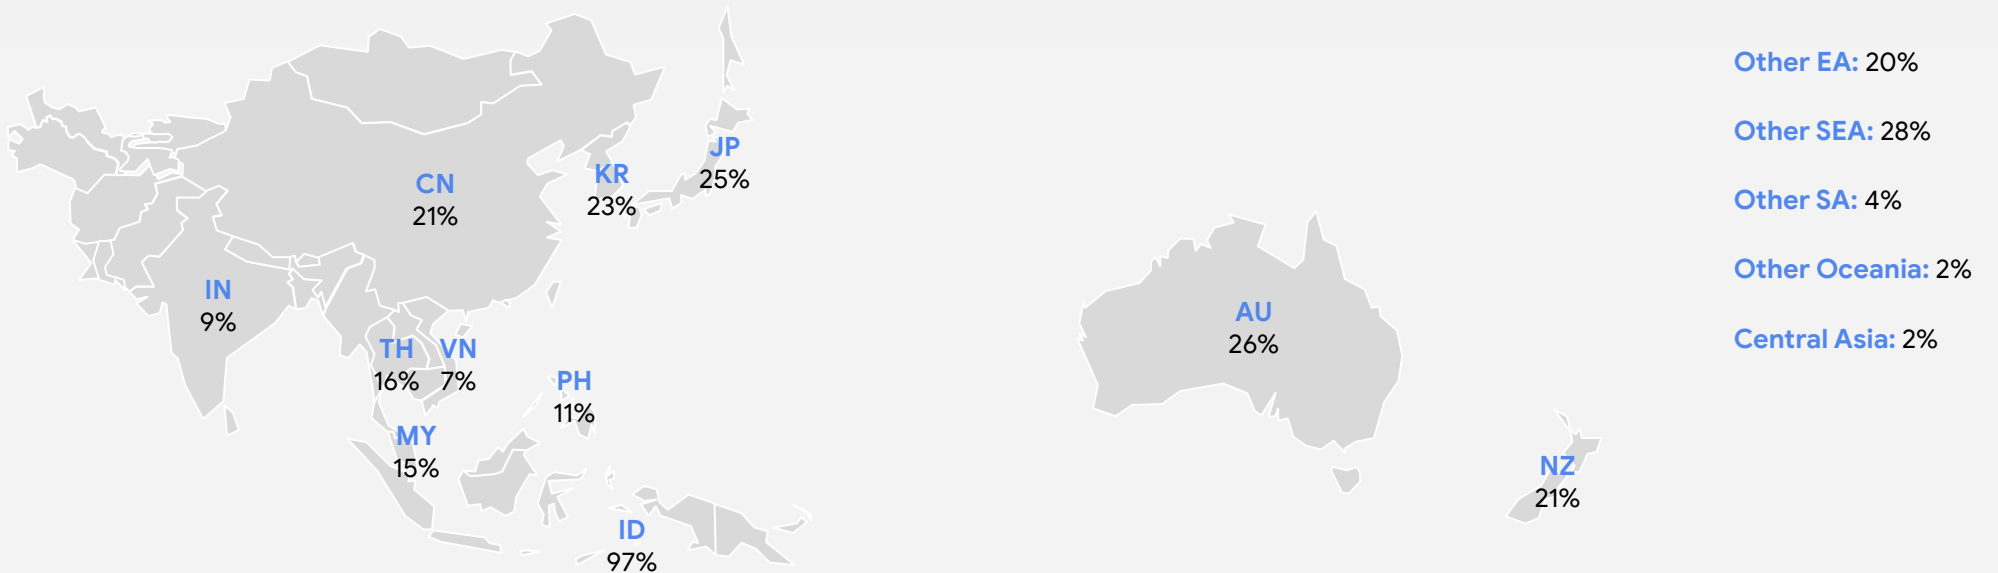 CN
21%
KR
23%
JP
25%
IN
9%
TH
16%
VN
7%
PH
11%
MY
15%
ID
97%
AU
26%
NZ
21%
Other EA: 20%
Other SEA: 28%
Other SA: 4%
Other Oceania: 2%
Central Asia: 2%